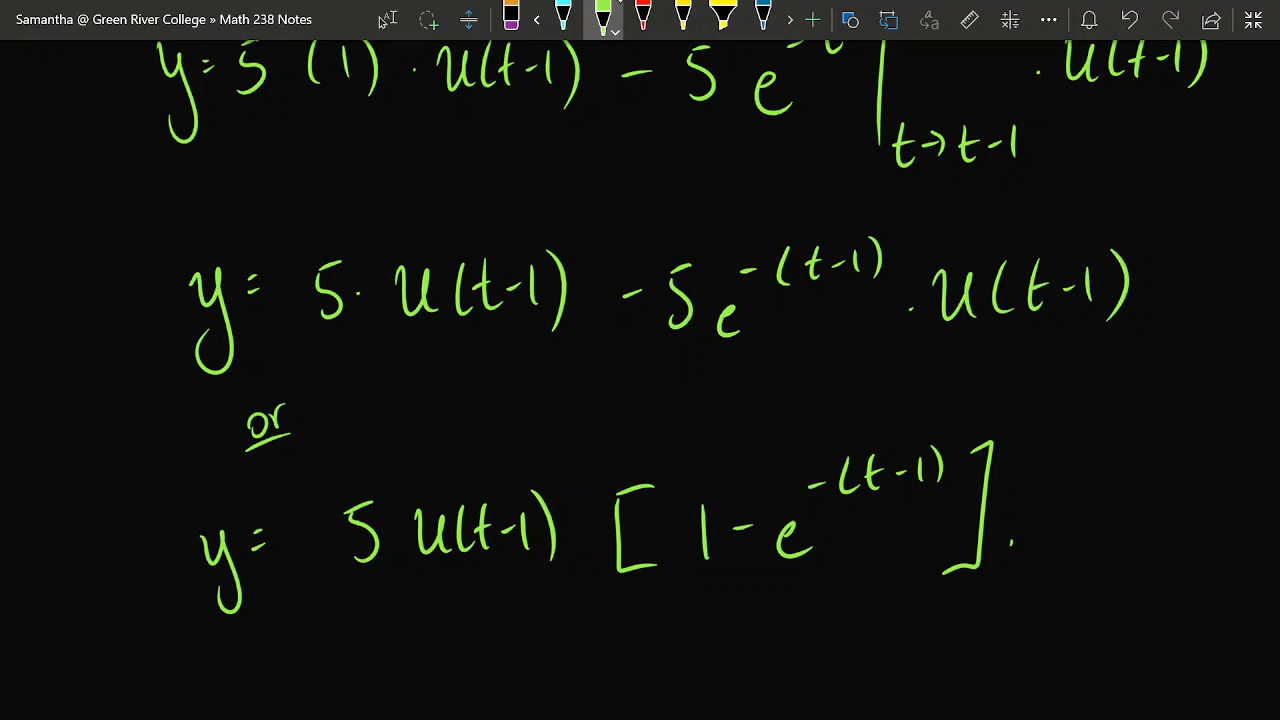 Samantha @ Green River College » Math 238 Notes
y = 5 (1) · u(t-1) - 5 e^{-t} | · u(t-1)
t→t-1
y = 5 · u(t-1) - 5e^{-(t-1)} · u(t-1)
or
y = 5 u(t-1) [ 1 - e^{-(t-1)} ].